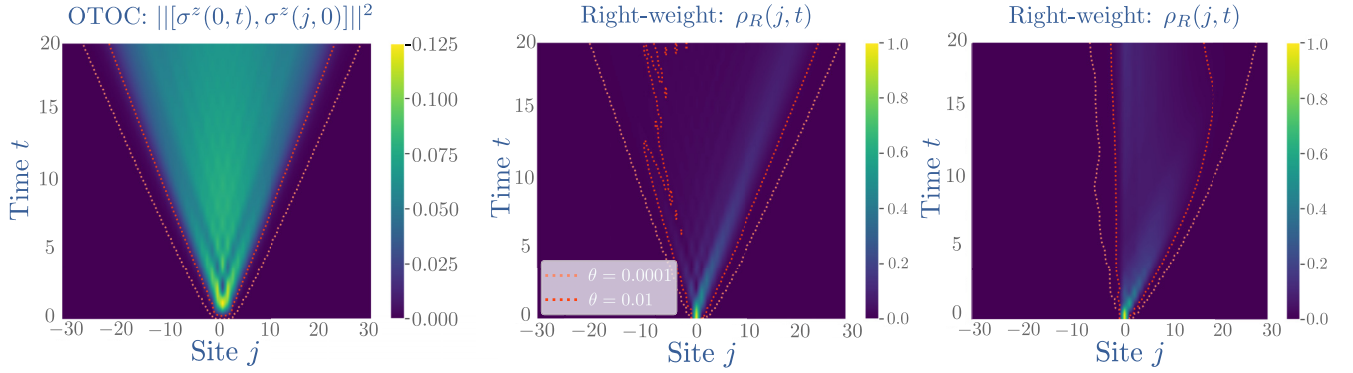 OTOC: ||[σ^z(0, t), σ^z(j, 0)]||²
Time t
20
15
10
5
0
−30 −20 −10 0 10 20 30
Site j
0.125
0.100
0.075
0.050
0.025
0.000
Right-weight: ρ_R(j, t)
Time t
20
15
10
5
0
θ = 0.0001
θ = 0.01
−30 −20 −10 0 10 20 30
Site j
1.0
0.8
0.6
0.4
0.2
0.0
Right-weight: ρ_R(j, t)
Time t
20
15
10
5
0
−30 −20 −10 0 10 20 30
Site j
1.0
0.8
0.6
0.4
0.2
0.0